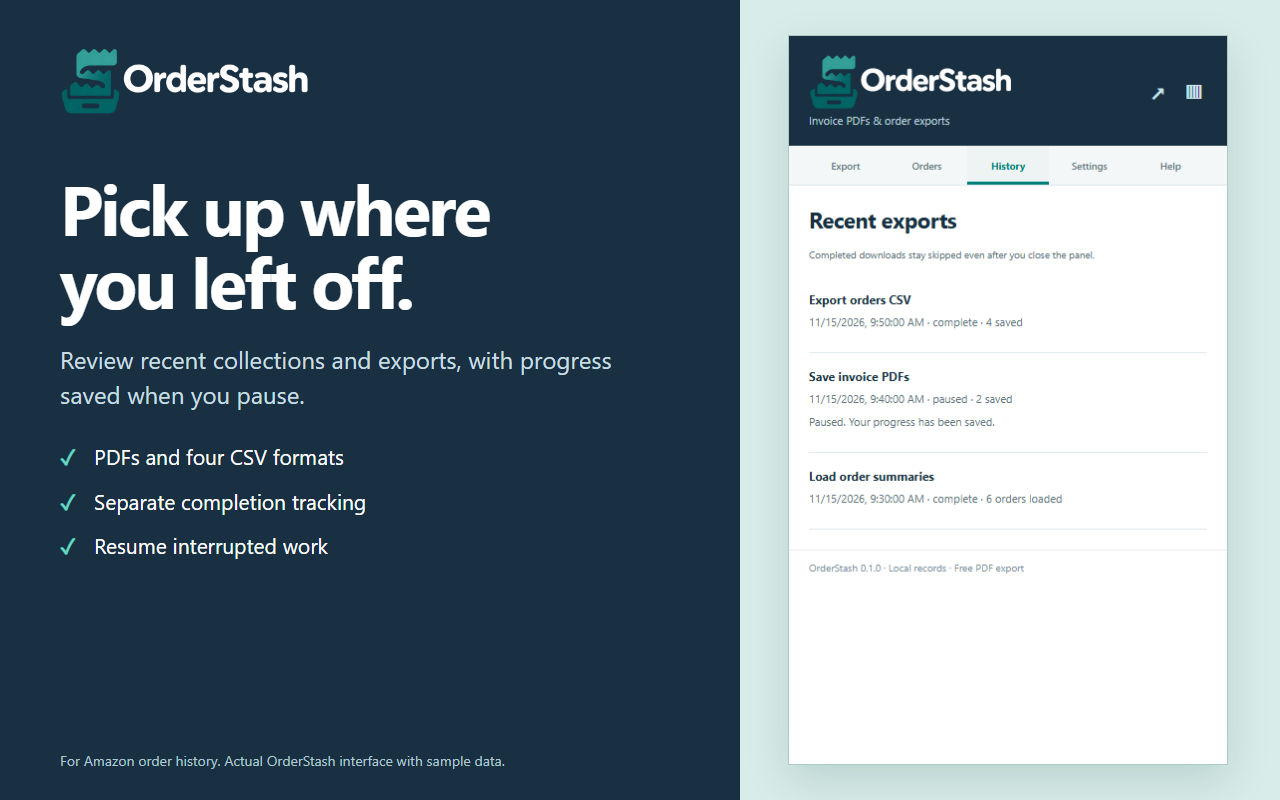 OrderStash
Pick up where
you left off.
Review recent collections and exports, with progress
saved when you pause.
✓ PDFs and four CSV formats
✓ Separate completion tracking
✓ Resume interrupted work
For Amazon order history. Actual OrderStash interface with sample data.
OrderStash
Invoice PDFs & order exports
Export Orders History Settings Help
Recent exports
Completed downloads stay skipped even after you close the panel.
Export orders CSV
11/15/2026, 9:50:00 AM · complete · 4 saved
Save invoice PDFs
11/15/2026, 9:40:00 AM · paused · 2 saved
Paused. Your progress has been saved.
Load order summaries
11/15/2026, 9:30:00 AM · complete · 6 orders loaded
OrderStash 0.1.0 · Local records · Free PDF export